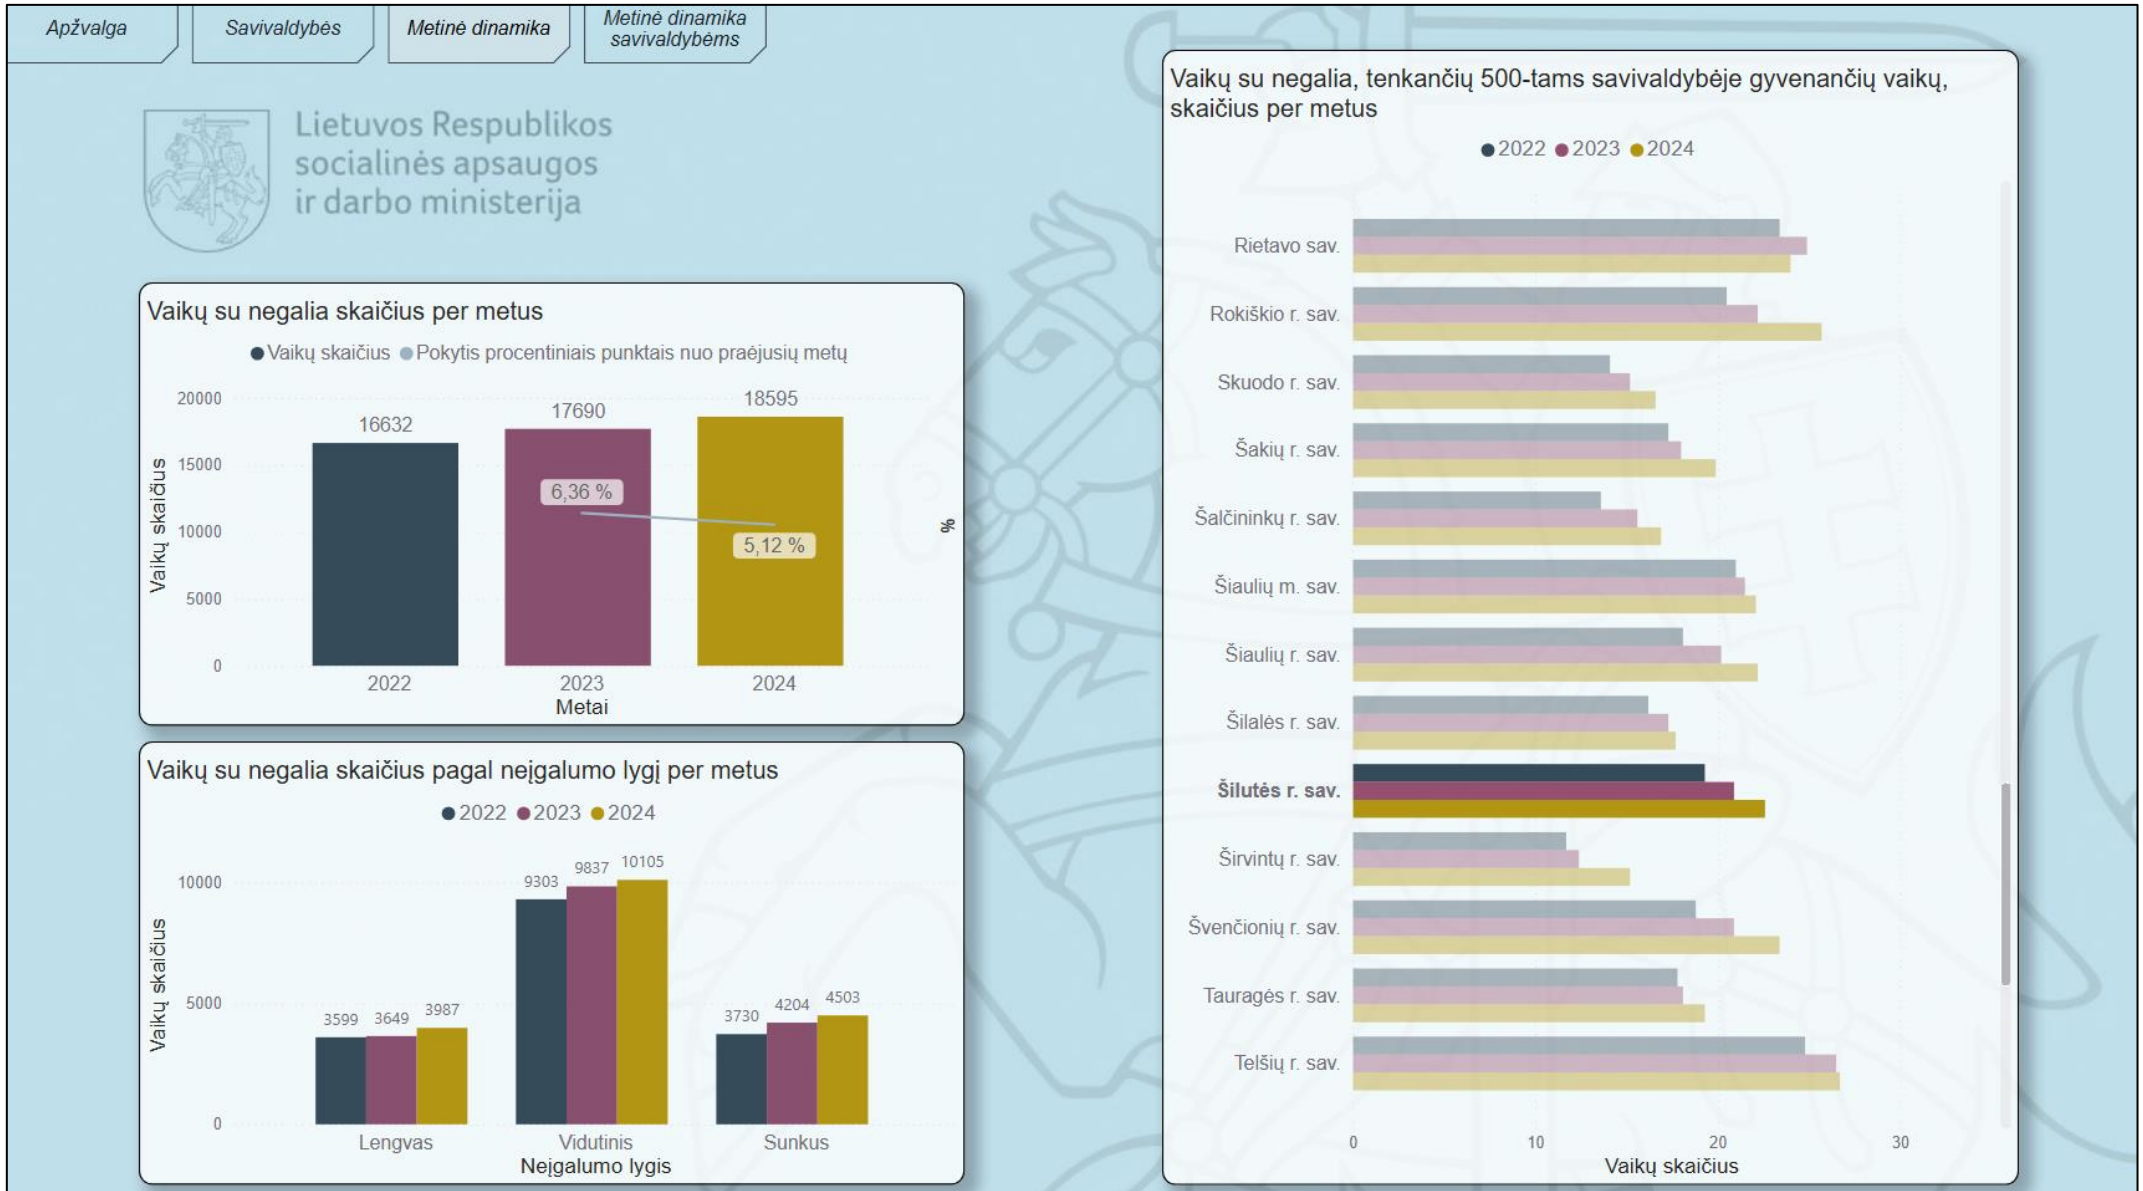 Apžvalga
Savivaldybės
Metinė dinamika
Metinė dinamika
savivaldybėms
Lietuvos Respublikos
socialinės apsaugos
ir darbo ministerija
Vaikų su negalia skaičius per metus
Vaikų skaičius Pokytis procentiniais punktais nuo praėjusių metų
Vaikų skaičius
20000
15000
10000
5000
0
16632
17690
18595
6,36 %
5,12 %
%
2022
2023
2024
Metai
Vaikų su negalia skaičius pagal neįgalumo lygį per metus
2022 2023 2024
Vaikų skaičius
10000
5000
0
3599 3649 3987
9303 9837 10105
3730 4204 4503
Lengvas
Vidutinis
Sunkus
Neįgalumo lygis
Vaikų su negalia, tenkančių 500-tams savivaldybėje gyvenančių vaikų,
skaičius per metus
2022 2023 2024
Rietavo sav.
Rokiškio r. sav.
Skuodo r. sav.
Šakių r. sav.
Šalčininkų r. sav.
Šiaulių m. sav.
Šiaulių r. sav.
Šilalės r. sav.
Šilutės r. sav.
Širvintų r. sav.
Švenčionių r. sav.
Tauragės r. sav.
Telšių r. sav.
0 10 20 30
Vaikų skaičius